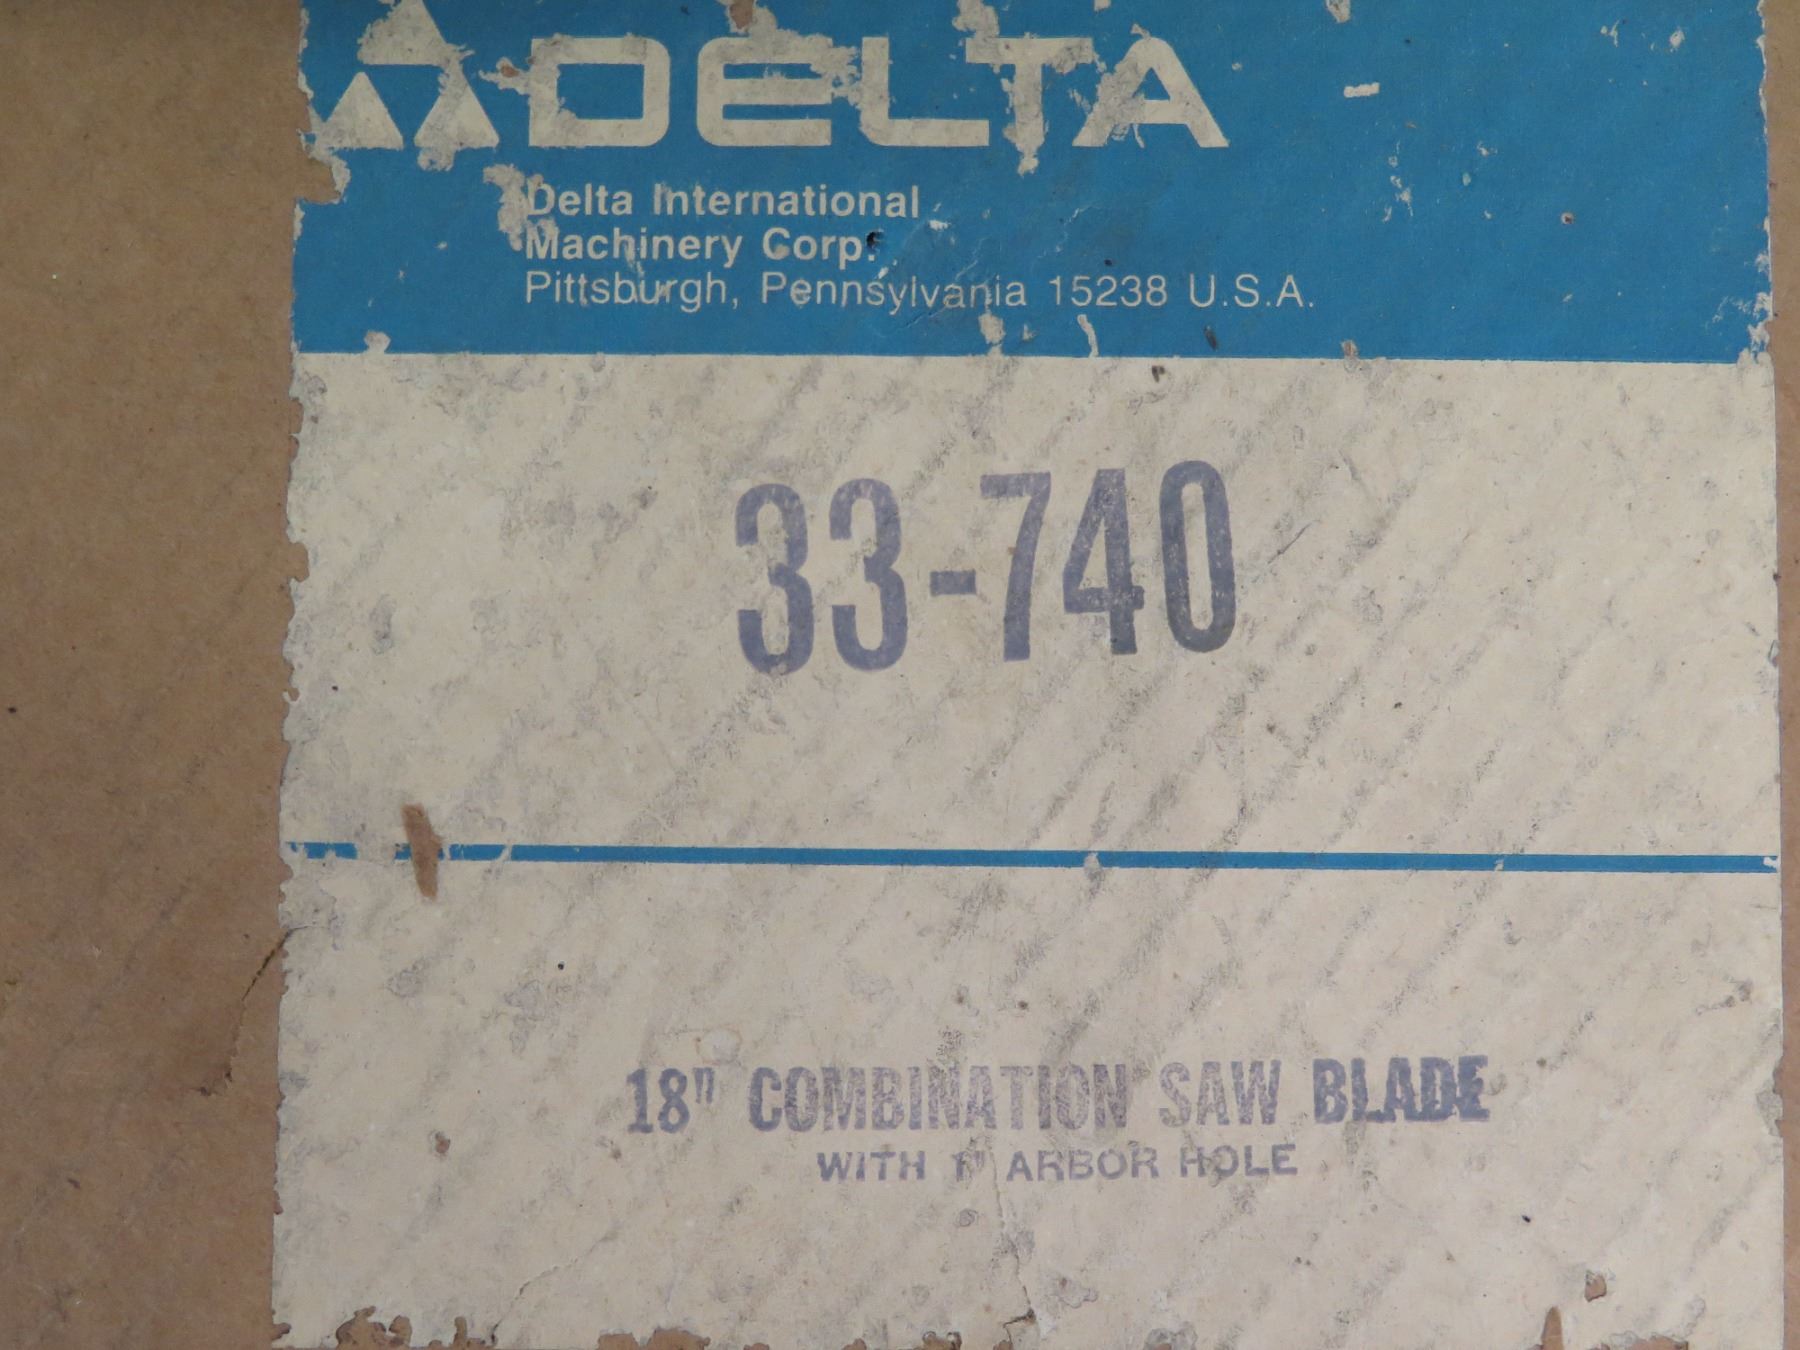 DELTA
Delta International
Machinery Corp.
Pittsburgh, Pennsylvania 15238 U.S.A.
33-740
18" COMBINATION SAW BLADE
WITH 1" ARBOR HOLE